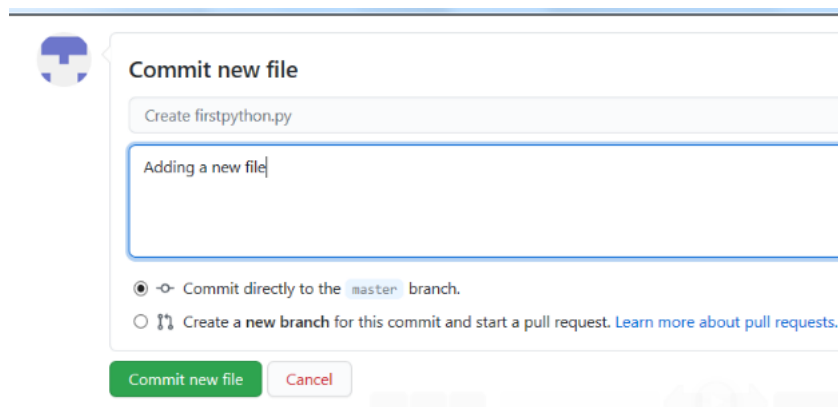 Commit new file
Create firstpython.py
Adding a new file
Commit directly to the master branch.
Create a new branch for this commit and start a pull request. Learn more about pull requests.
Commit new file Cancel